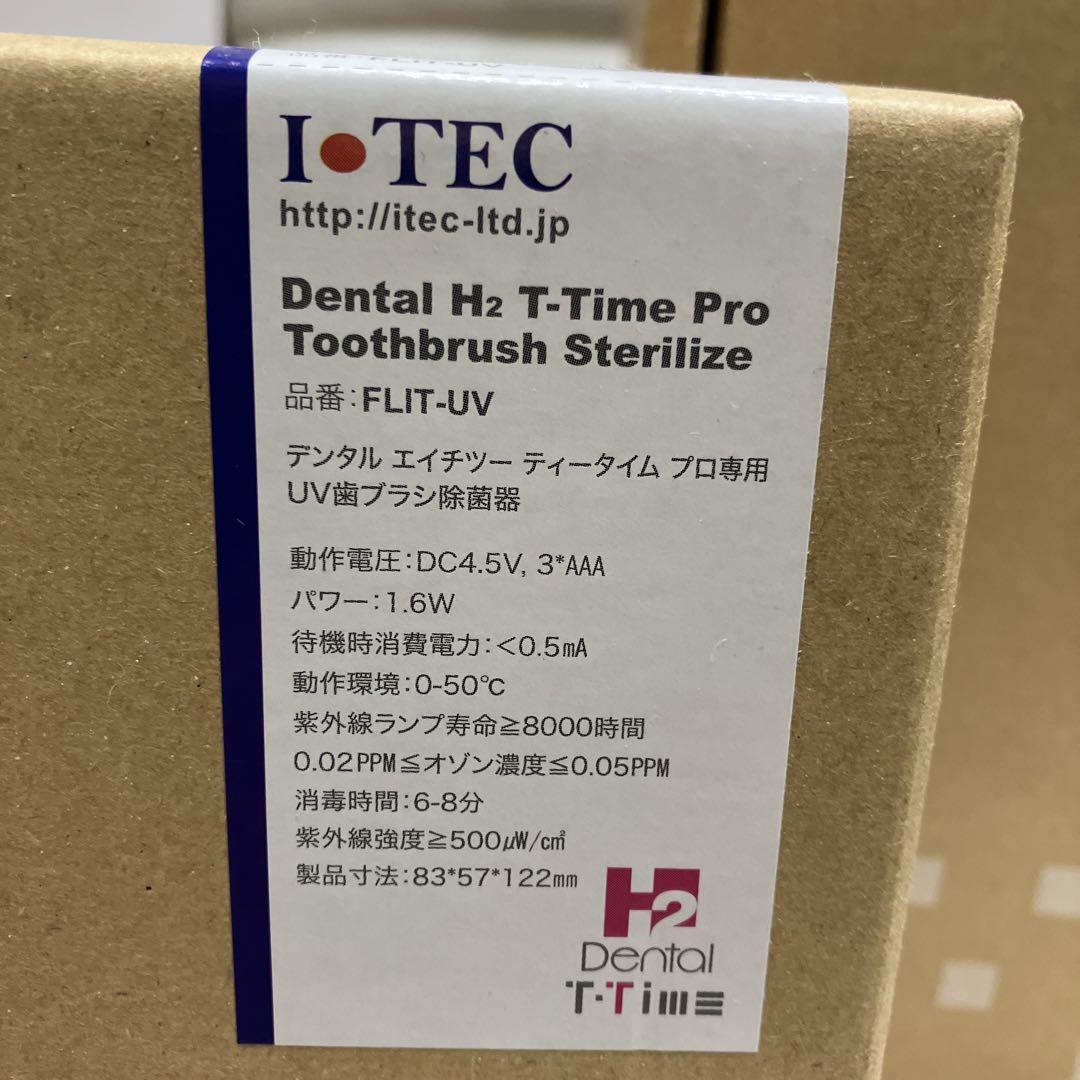 FLIT-UV
I•TEC
http://itec-ltd.jp
Dental H2 T-Time Pro
Toothbrush Sterilize
品番:FLIT-UV
デンタル エイチツー ティータイム プロ専用
UV歯ブラシ除菌器
動作電圧:DC4.5V, 3*AAA
パワー:1.6W
待機時消費電力:<0.5㎃
動作環境:0-50℃
紫外線ランプ寿命≧8000時間
0.02PPM≦オゾン濃度≦0.05PPM
消毒時間:6-8分
紫外線強度≧500㎼/㎠
製品寸法:83*57*122㎜
H2
Dental
T-Time